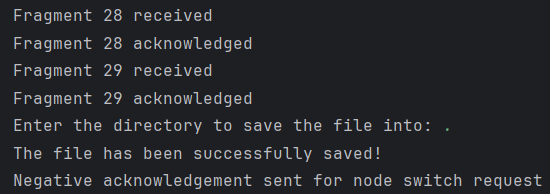 Fragment 28 received
Fragment 28 acknowledged
Fragment 29 received
Fragment 29 acknowledged
Enter the directory to save the file into: .
The file has been successfully saved!
Negative acknowledgement sent for node switch request